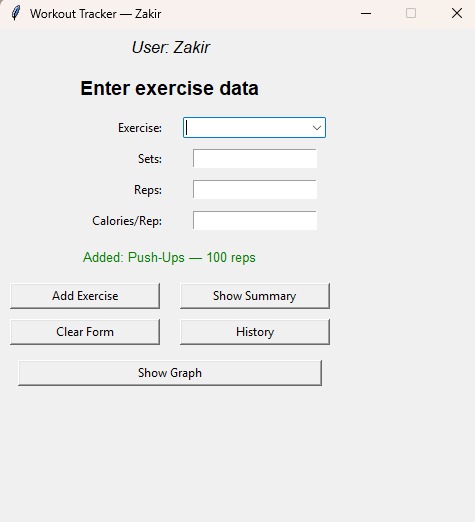 Workout Tracker — Zakir
User: Zakir
Enter exercise data
Exercise:
Sets:
Reps:
Calories/Rep:
Added: Push-Ups — 100 reps
Add Exercise Show Summary
Clear Form History
Show Graph